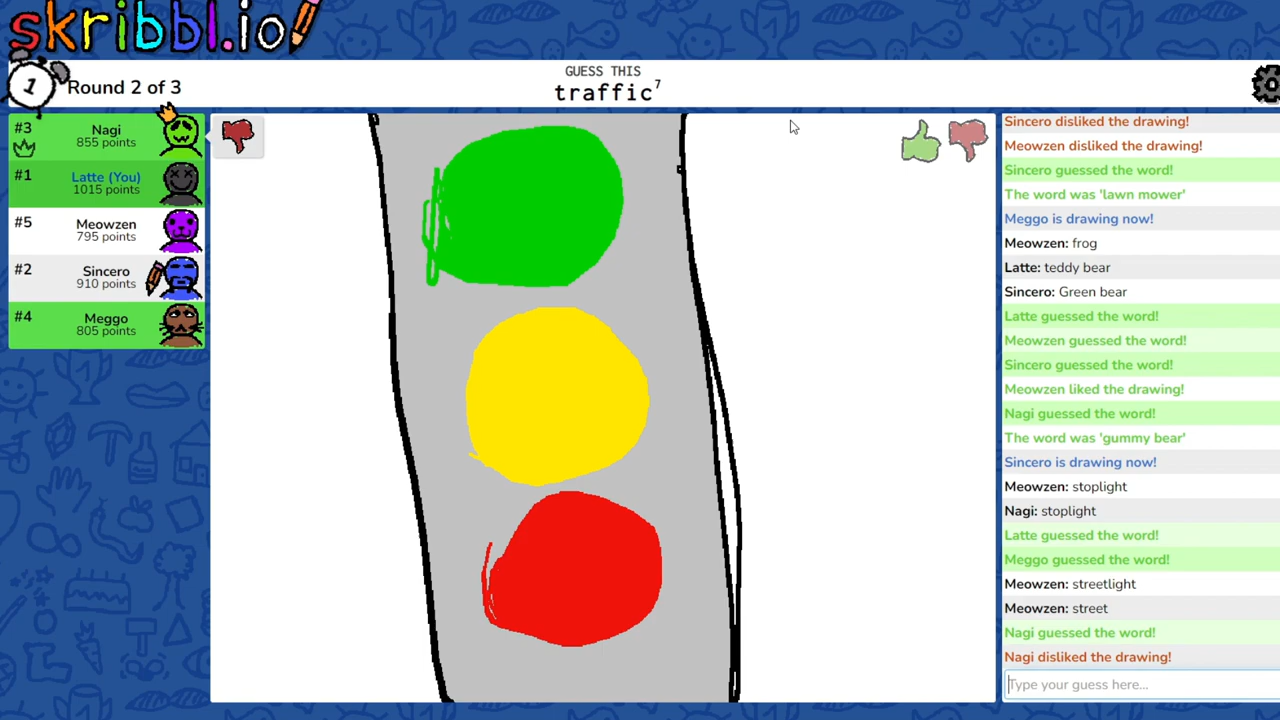 skribbl.io
1
Round 2 of 3
GUESS THIS
traffic⁷
#3
Nagi
855 points
#1
Latte (You)
1015 points
#5
Meowzen
795 points
#2
Sincero
910 points
#4
Meggo
805 points
Sincero disliked the drawing!
Meowzen disliked the drawing!
Sincero guessed the word!
The word was 'lawn mower'
Meggo is drawing now!
Meowzen: frog
Latte: teddy bear
Sincero: Green bear
Latte guessed the word!
Meowzen guessed the word!
Sincero guessed the word!
Meowzen liked the drawing!
Nagi guessed the word!
The word was 'gummy bear'
Sincero is drawing now!
Meowzen: stoplight
Nagi: stoplight
Latte guessed the word!
Meggo guessed the word!
Meowzen: streetlight
Meowzen: street
Nagi guessed the word!
Nagi disliked the drawing!
Type your guess here...